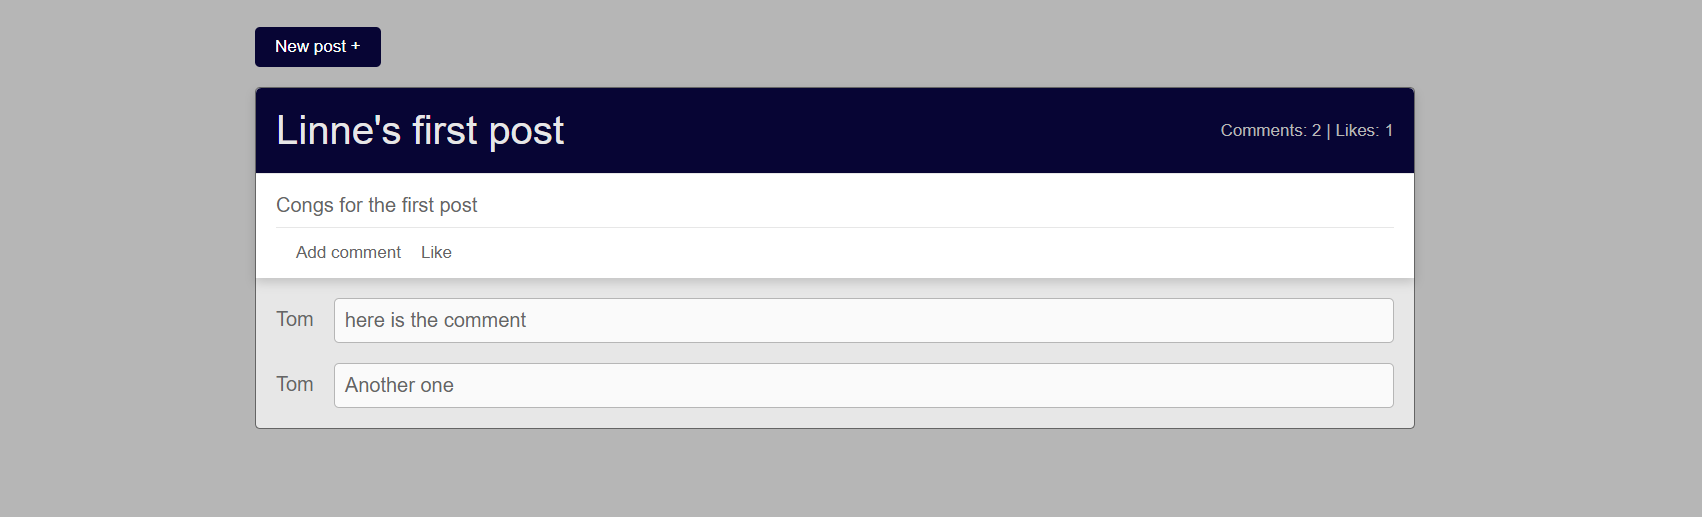 New post +
Linne's first post
Comments: 2 | Likes: 1
Congs for the first post
Add comment Like
Tom here is the comment
Tom Another one